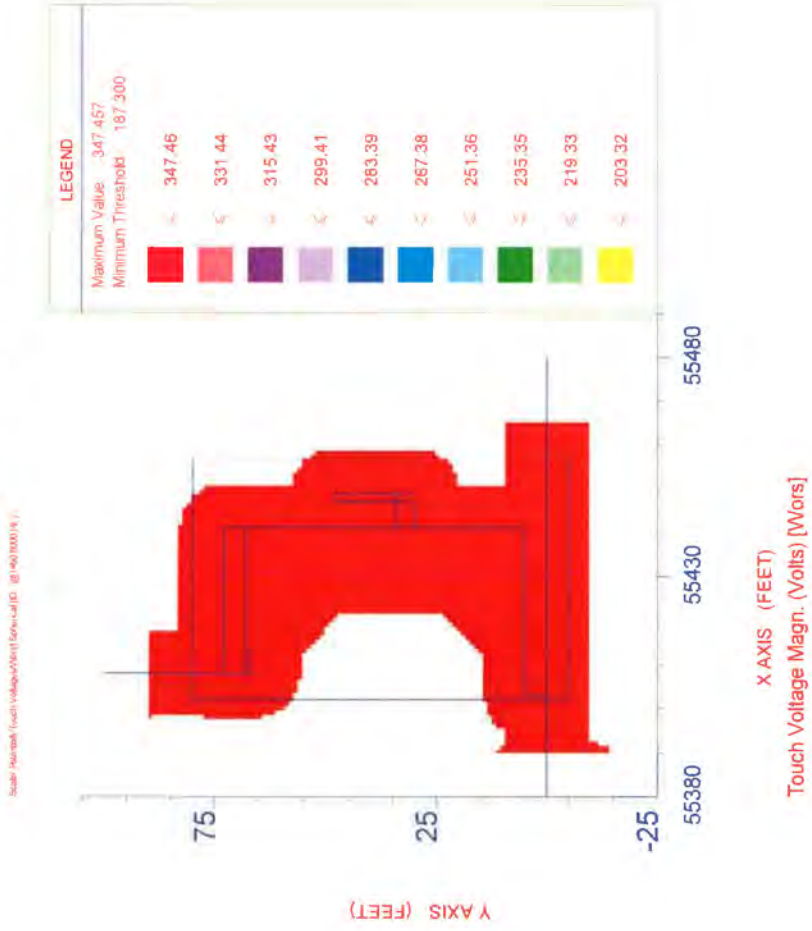 LEGEND
Maximum Value 347.457
Minimum Threshold 187.300
< 347.46
< 331.44
< 315.43
< 299.41
< 283.39
< 267.38
< 251.36
< 235.35
< 219.33
< 203.32
Y AXIS (FEET)
75
25
-25
55380
55430
55480
X AXIS (FEET)
Touch Voltage Magn. (Volts) [Wors]